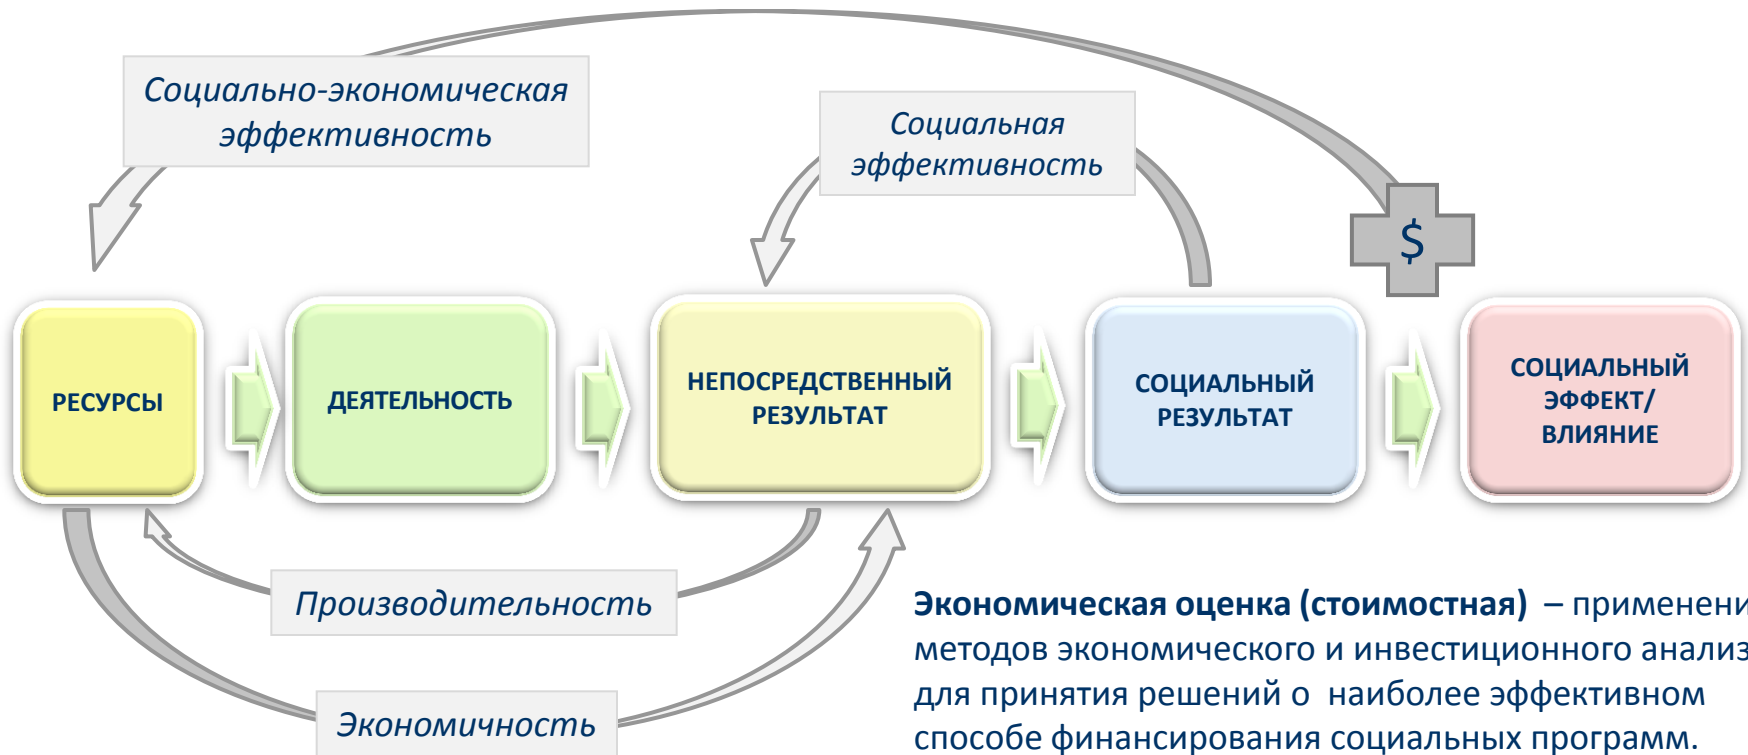 Социально-экономическая
эффективность
Социальная
эффективность
$
РЕСУРСЫ
ДЕЯТЕЛЬНОСТЬ
НЕПОСРЕДСТВЕННЫЙ
РЕЗУЛЬТАТ
СОЦИАЛЬНЫЙ
РЕЗУЛЬТАТ
СОЦИАЛЬНЫЙ
ЭФФЕКТ/
ВЛИЯНИЕ
Производительность
Экономичность
Экономическая оценка (стоимостная) – применени
методов экономического и инвестиционного анализ
для принятия решений о наиболее эффективном
способе финансирования социальных программ.